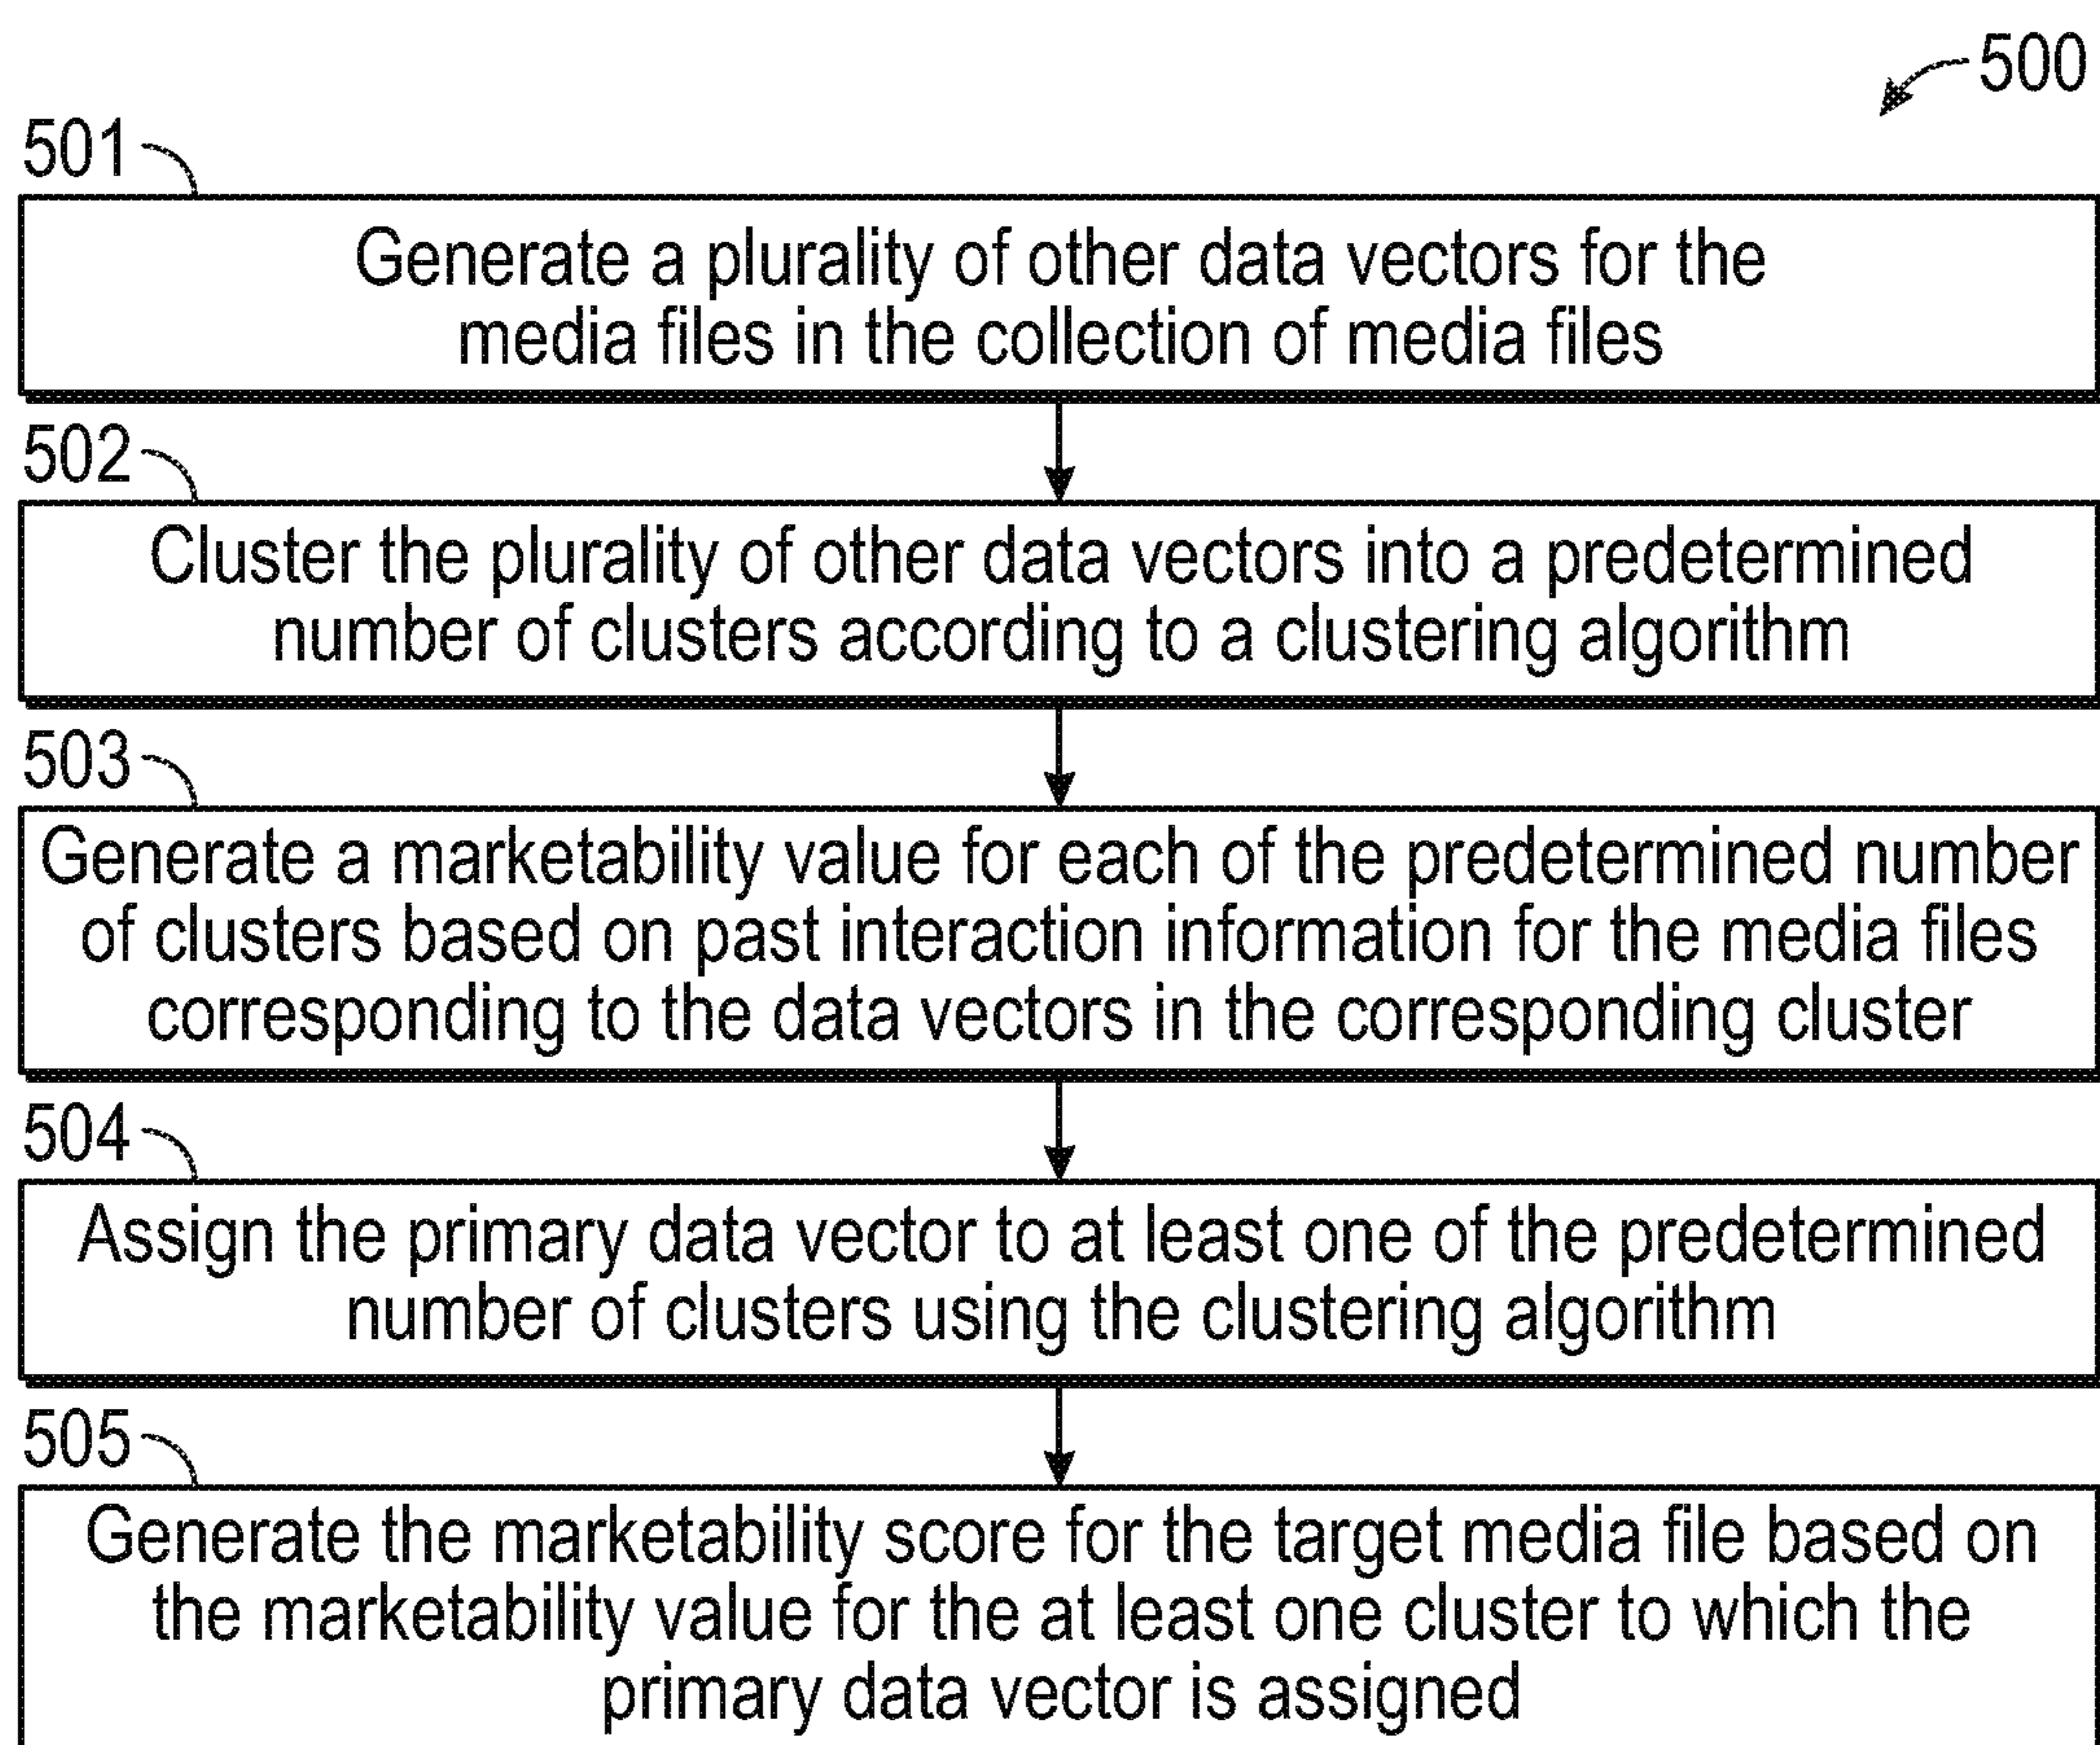 500
501
Generate a plurality of other data vectors for the
media files in the collection of media files
502
Cluster the plurality of other data vectors into a predetermined
number of clusters according to a clustering algorithm
503
Generate a marketability value for each of the predetermined number
of clusters based on past interaction information for the media files
corresponding to the data vectors in the corresponding cluster
504
Assign the primary data vector to at least one of the predetermined
number of clusters using the clustering algorithm
505
Generate the marketability score for the target media file based on
the marketability value for the at least one cluster to which the
primary data vector is assigned